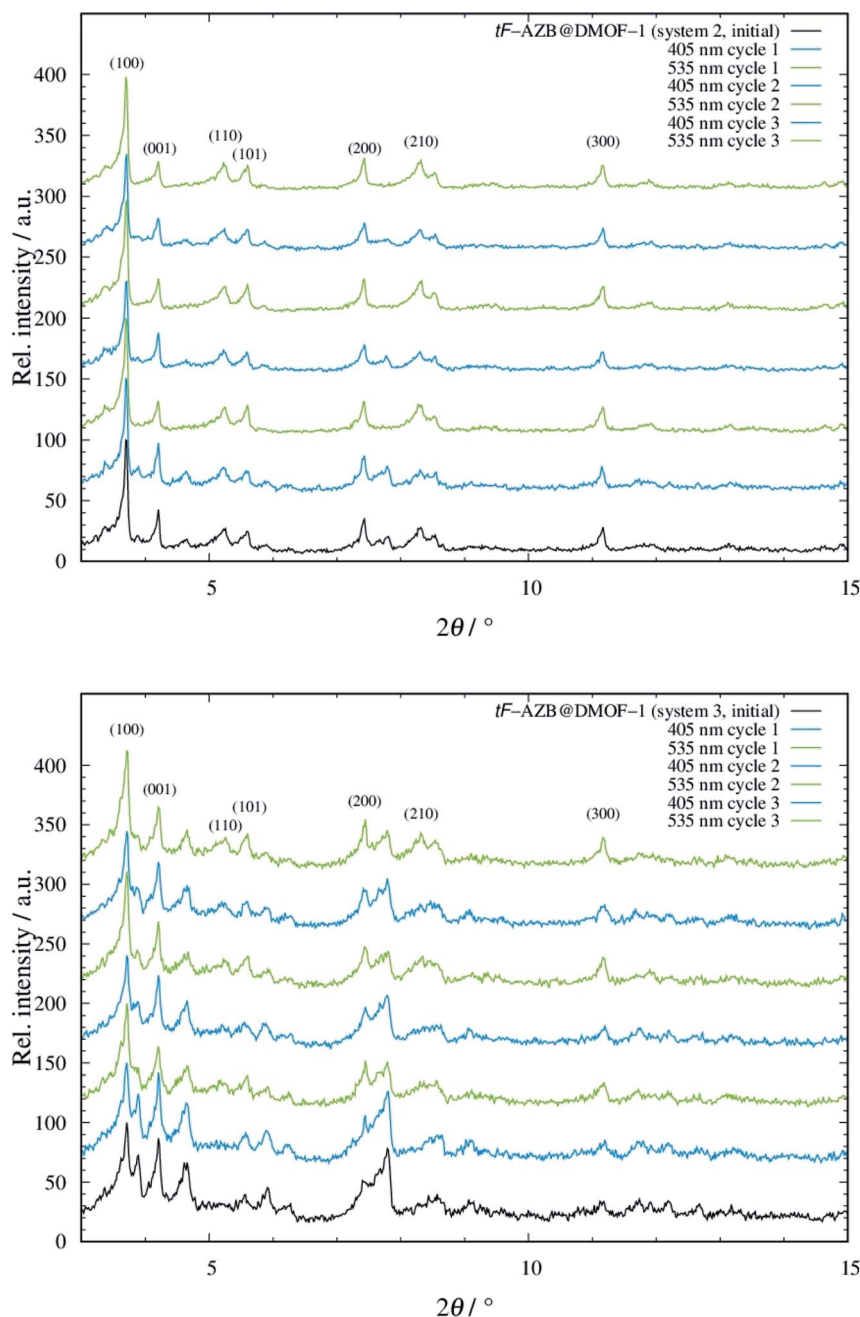 tF–AZB@DMOF–1 (system 2, initial)
405 nm cycle 1
535 nm cycle 1
405 nm cycle 2
535 nm cycle 2
405 nm cycle 3
535 nm cycle 3
(100)
(001)
(110)
(101)
(200)
(210)
(300)
400
350
300
250
200
150
100
50
0
Rel. intensity / a.u.
5
10
15
2θ / °
tF–AZB@DMOF–1 (system 3, initial)
405 nm cycle 1
535 nm cycle 1
405 nm cycle 2
535 nm cycle 2
405 nm cycle 3
535 nm cycle 3
(100)
(001)
(110)
(101)
(200)
(210)
(300)
400
350
300
250
200
150
100
50
0
Rel. intensity / a.u.
5
10
15
2θ / °